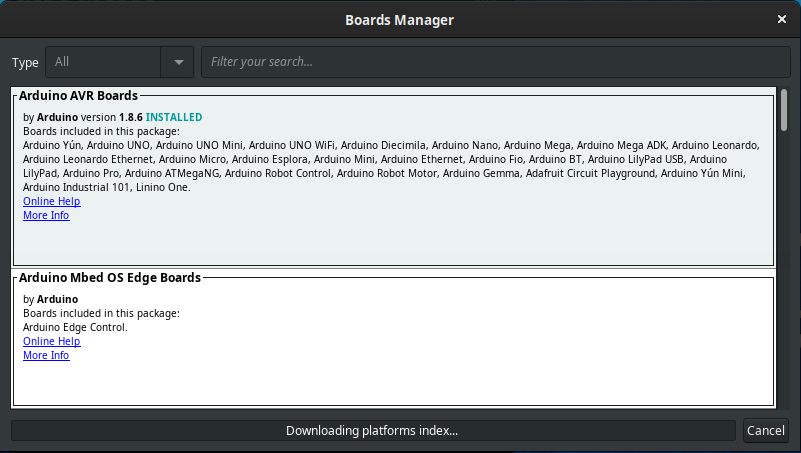 Boards Manager
Type All Filter your search...
Arduino AVR Boards
by Arduino version 1.8.6 INSTALLED
Boards included in this package:
Arduino Yún, Arduino UNO, Arduino UNO Mini, Arduino UNO WiFi, Arduino Diecimila, Arduino Nano, Arduino Mega, Arduino Mega ADK, Arduino Leonardo,
Arduino Leonardo Ethernet, Arduino Micro, Arduino Esplora, Arduino Mini, Arduino Ethernet, Arduino Fio, Arduino BT, Arduino LilyPad USB, Arduino
LilyPad, Arduino Pro, Arduino ATMegaNG, Arduino Robot Control, Arduino Robot Motor, Arduino Gemma, Adafruit Circuit Playground, Arduino Yún Mini,
Arduino Industrial 101, Linino One.
Online Help
More Info
Arduino Mbed OS Edge Boards
by Arduino
Boards included in this package:
Arduino Edge Control.
Online Help
More Info
Downloading platforms index... Cancel